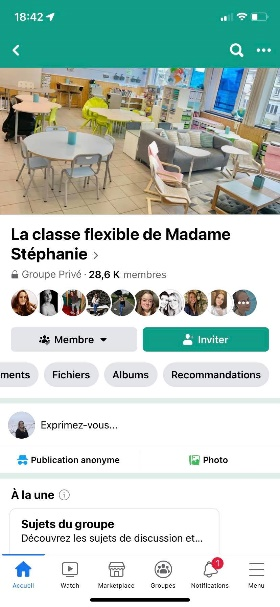 18:42
La classe flexible de Madame
Stéphanie
Groupe Privé · 28,6 K membres
Membre Inviter
ments Fichiers Albums Recommandations
Exprimez-vous...
Publication anonyme Photo
À la une
Sujets du groupe
Découvrez les sujets de discussion et...
1
Accueil Watch Marketplace Groupes Notifications Menu